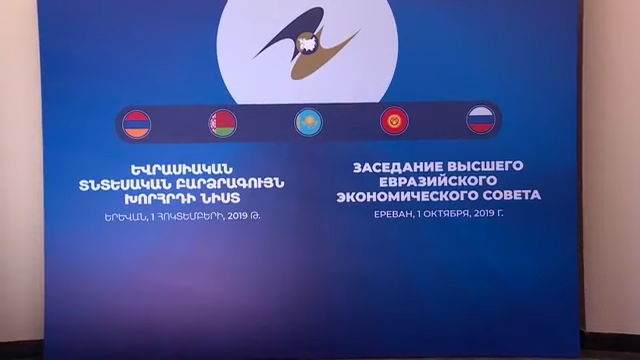 ԵՎՐԱՍԻԱԿԱՆ
ՏՆՏԵՍԱԿԱՆ ԲԱՐՁՐԱԳՈՒՅՆ
ԽՈՐՀՐԴԻ ՆԻՍՏ
ԵՐԵՎԱՆ, 1 ՀՈԿՏԵՄԲԵՐԻ, 2019 Թ.
ЗАСЕДАНИЕ ВЫСШЕГО
ЕВРАЗИЙСКОГО
ЭКОНОМИЧЕСКОГО СОВЕТА
ЕРЕВАН, 1 ОКТЯБРЯ, 2019 Г.